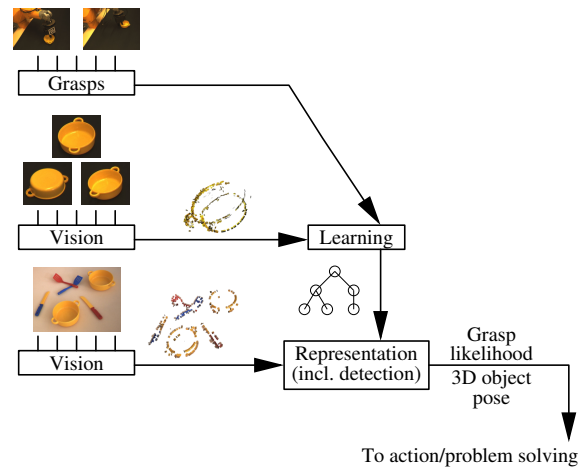 Grasps
Vision
Learning
Vision
Representation
(incl. detection)
Grasp
likelihood
3D object
pose
To action/problem solving